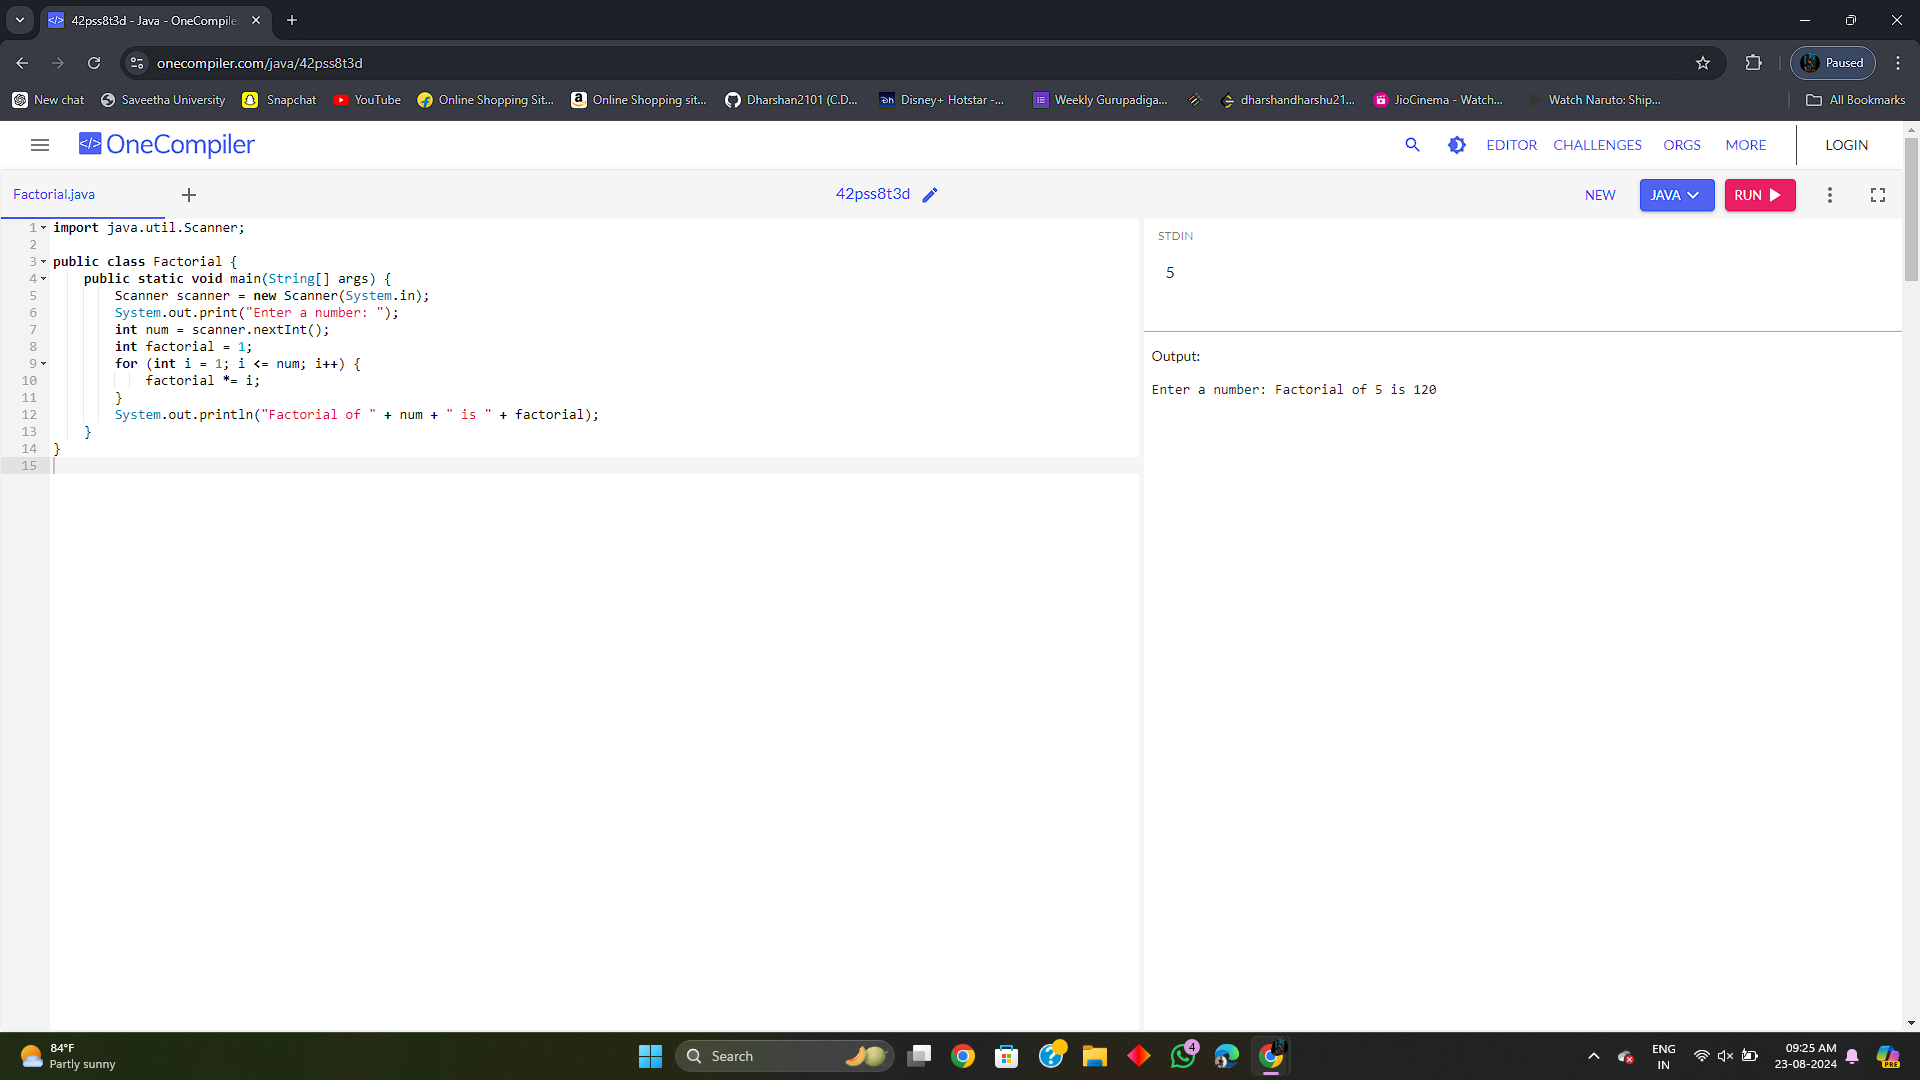 42pss8t3d - Java - OneCompile
onecompiler.com/java/42pss8t3d
Paused
New chat
Saveetha University
Snapchat
YouTube
Online Shopping Sit...
Online Shopping sit...
Dharshan2101 (C.D...
Disney+ Hotstar -...
Weekly Gurupadiga...
dharshandharshu21...
JioCinema - Watch...
Watch Naruto: Ship...
All Bookmarks
OneCompiler
EDITOR
CHALLENGES
ORGS
MORE
LOGIN
Factorial.java
42pss8t3d
NEW
JAVA
RUN
1 import java.util.Scanner;
2
3 public class Factorial {
4 public static void main(String[] args) {
5 Scanner scanner = new Scanner(System.in);
6 System.out.print("Enter a number: ");
7 int num = scanner.nextInt();
8 int factorial = 1;
9 for (int i = 1; i <= num; i++) {
10 factorial *= i;
11 }
12 System.out.println("Factorial of " + num + " is " + factorial);
13 }
14 }
15
STDIN
5
Output:
Enter a number: Factorial of 5 is 120
84°F
Partly sunny
Search
4
ENG
IN
09:25 AM
23-08-2024
PRE